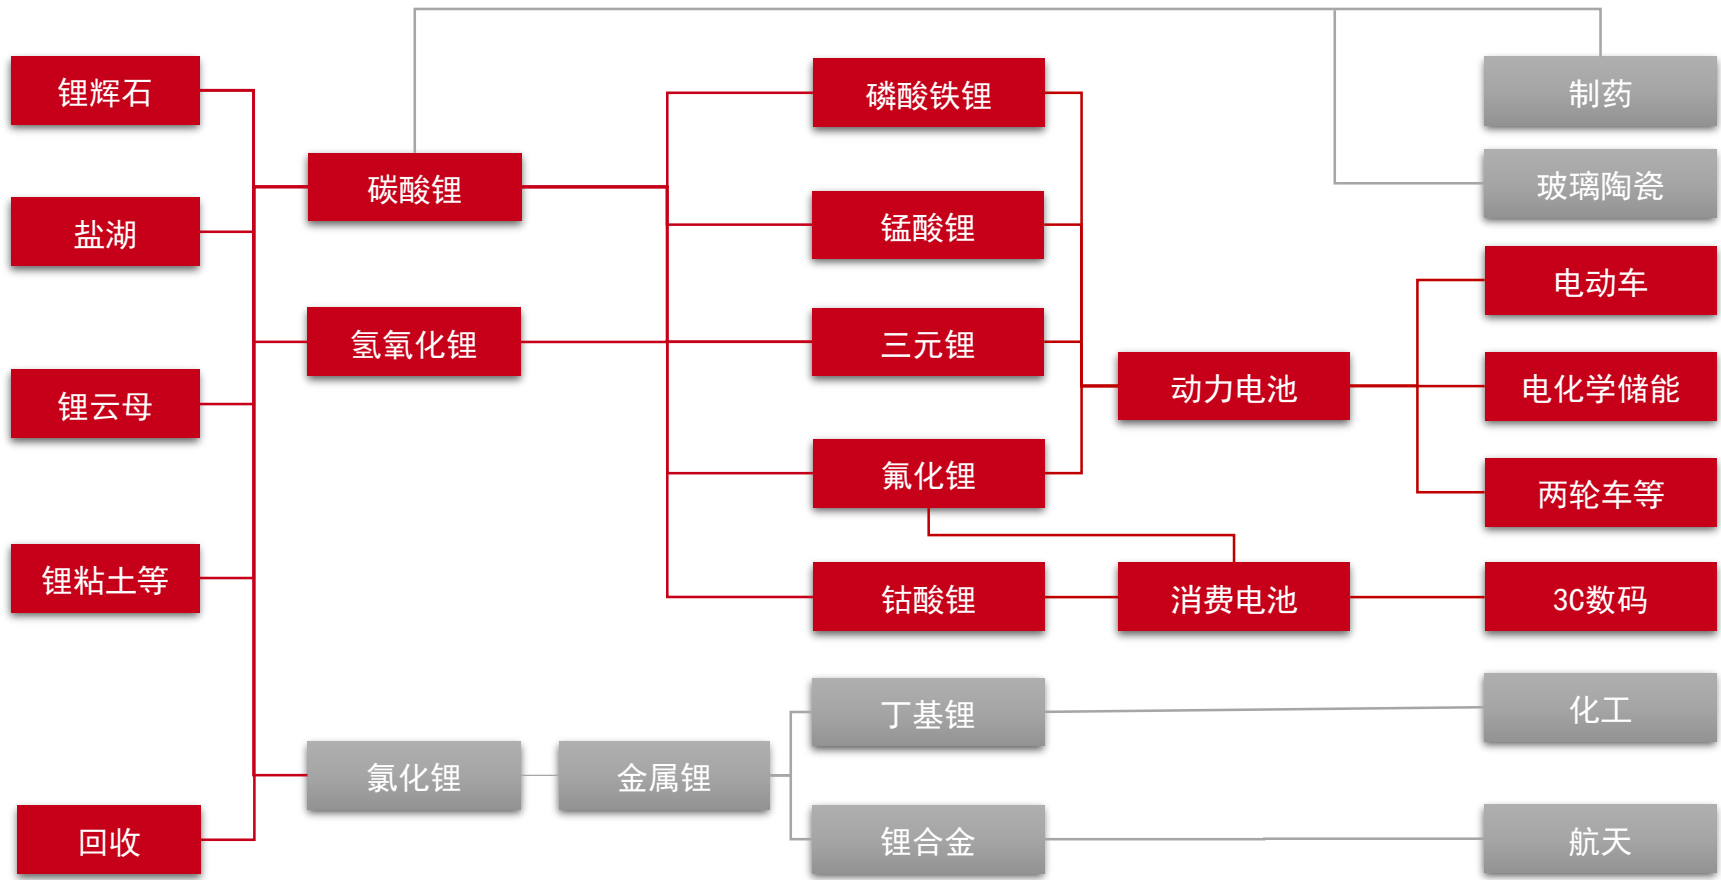 锂辉石
盐湖
锂云母
锂粘土等
回收
碳酸锂
氢氧化锂
氯化锂
金属锂
磷酸铁锂
锰酸锂
三元锂
氟化锂
钴酸锂
丁基锂
锂合金
动力电池
消费电池
制药
玻璃陶瓷
电动车
电化学储能
两轮车等
3C数码
化工
航天